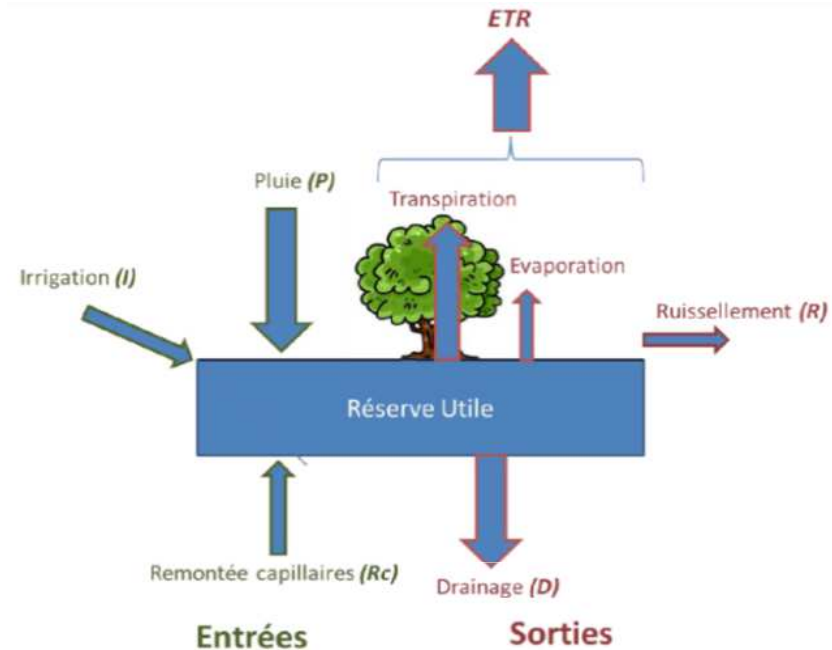 ETR
Pluie (P)
Transpiration
Irrigation (I)
Evaporation
Ruissellement (R)
Réserve Utile
Remontée capillaires (Rc)
Drainage (D)
Entrées
Sorties